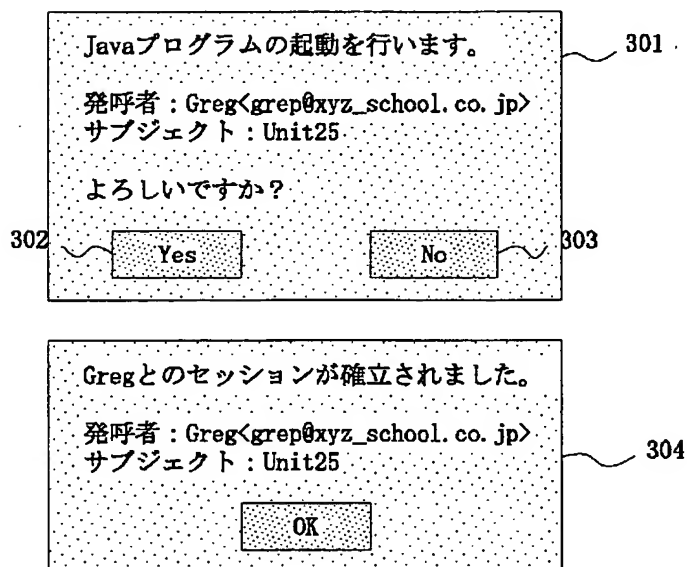 Javaプログラムの起動を行います。
301
発呼者:Greg<grep@xyz_school.co.jp>
サブジェクト:Unit25
よろしいですか?
302
Yes
No
303
Gregとのセッションが確立されました。
発呼者:Greg<grep@xyz_school.co.jp>
サブジェクト:Unit25
304
OK